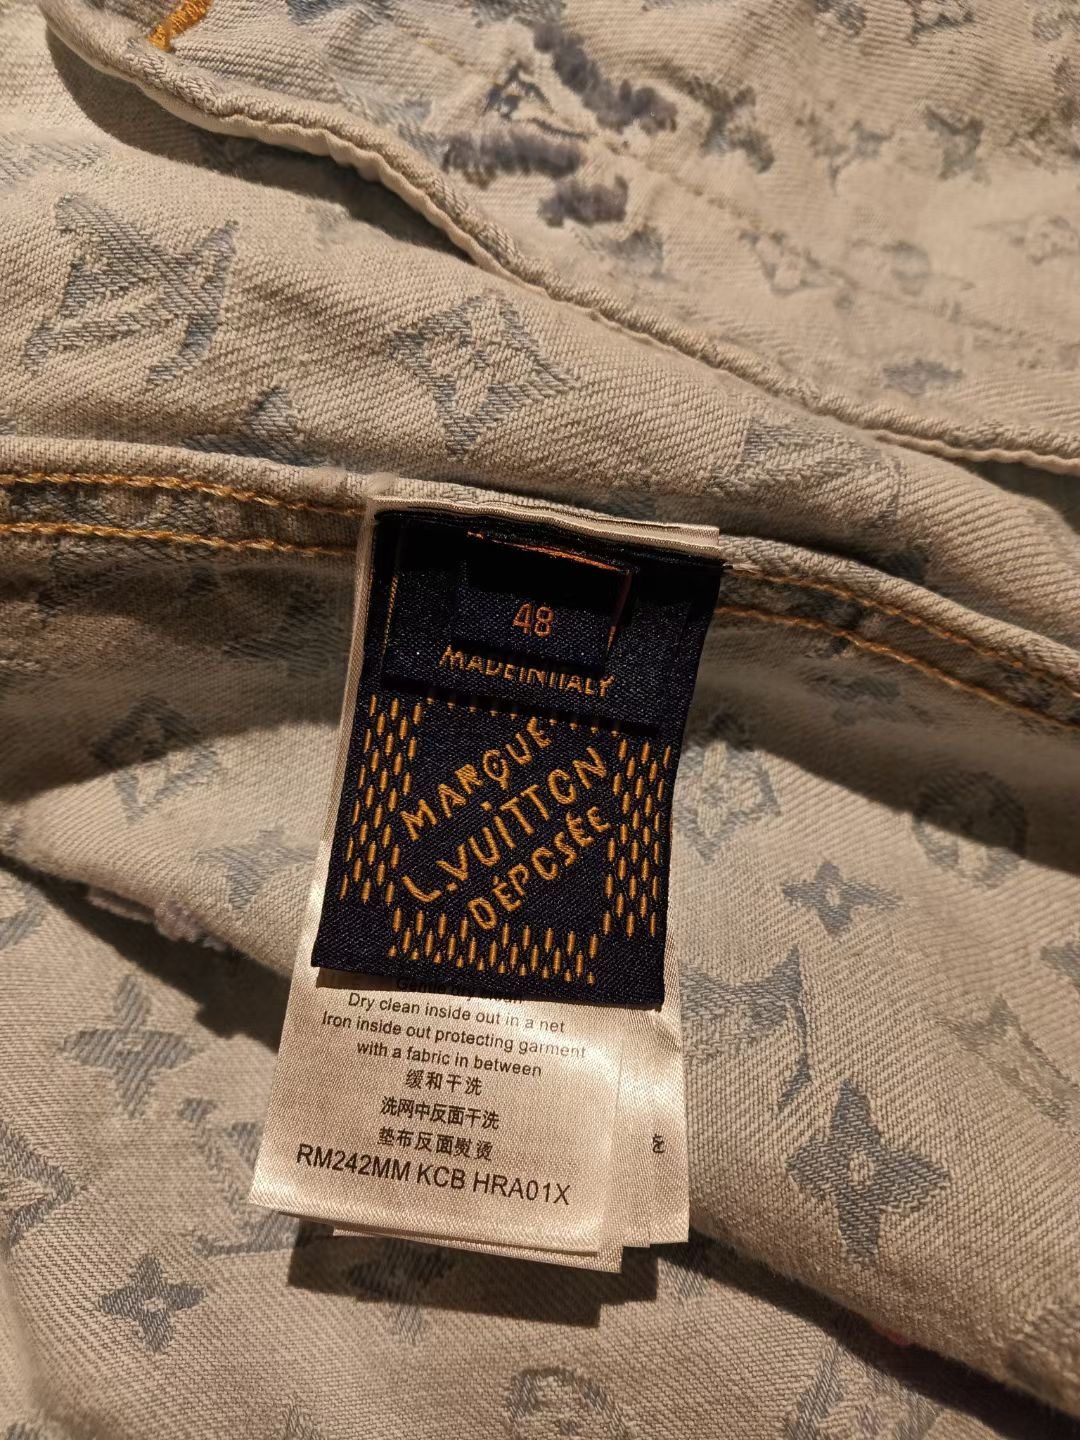 48
MADE IN ITALY
MARQUE
L.VUITTON
DÉPOSÉE
Dry clean inside out in a net
Iron inside out protecting garment
with a fabric in between
缓和干洗
洗网中反面干洗
垫布反面熨烫
RM242MM KCB HRA01X
を